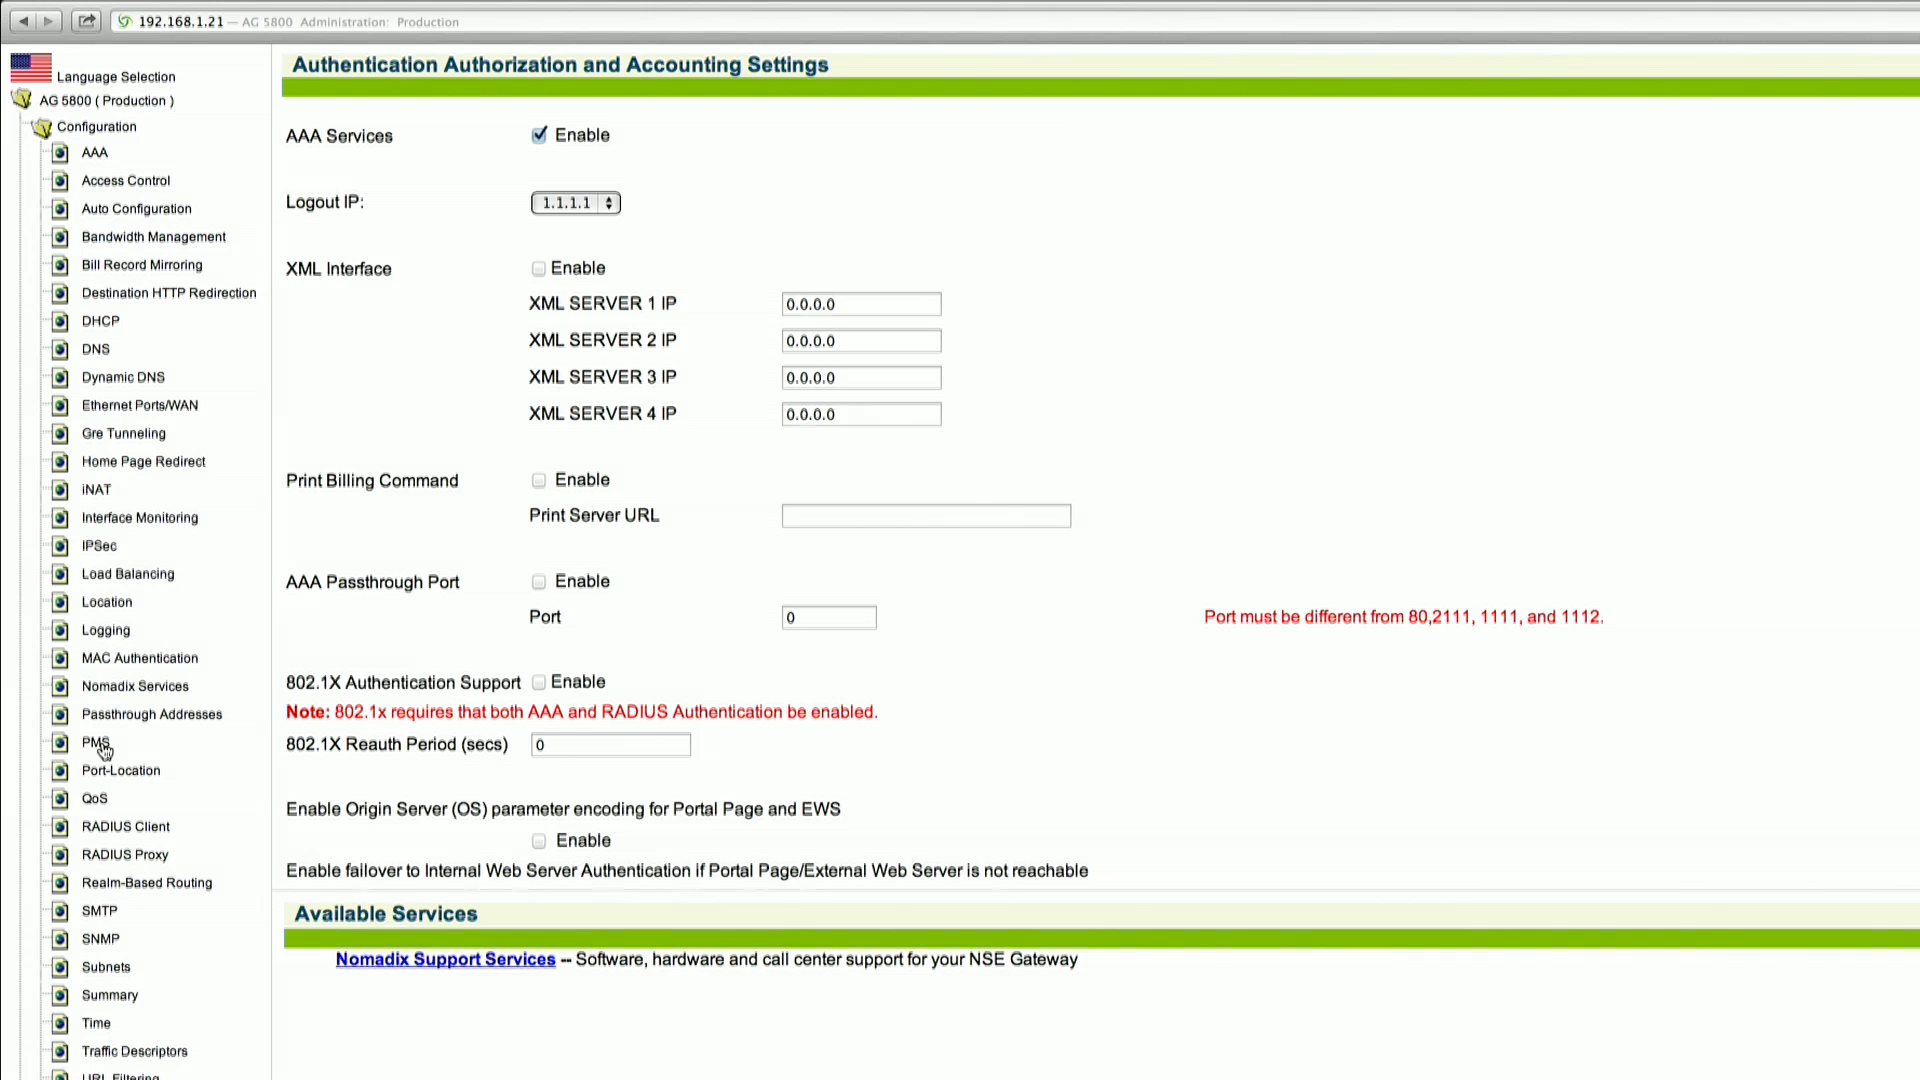 192.168.1.21 — AG 5800 Administration: Production
Language Selection
AG 5800 ( Production )
Configuration
AAA
Access Control
Auto Configuration
Bandwidth Management
Bill Record Mirroring
Destination HTTP Redirection
DHCP
DNS
Dynamic DNS
Ethernet Ports/WAN
Gre Tunneling
Home Page Redirect
iNAT
Interface Monitoring
IPSec
Load Balancing
Location
Logging
MAC Authentication
Nomadix Services
Passthrough Addresses
PMS
Port-Location
QoS
RADIUS Client
RADIUS Proxy
Realm-Based Routing
SMTP
SNMP
Subnets
Summary
Time
Traffic Descriptors
URL Filtering
Authentication Authorization and Accounting Settings
AAA Services Enable
Logout IP: 1.1.1.1
XML Interface Enable
XML SERVER 1 IP 0.0.0.0
XML SERVER 2 IP 0.0.0.0
XML SERVER 3 IP 0.0.0.0
XML SERVER 4 IP 0.0.0.0
Print Billing Command Enable
Print Server URL
AAA Passthrough Port Enable
Port 0 Port must be different from 80,2111, 1111, and 1112.
802.1X Authentication Support Enable
Note: 802.1x requires that both AAA and RADIUS Authentication be enabled.
802.1X Reauth Period (secs) 0
Enable Origin Server (OS) parameter encoding for Portal Page and EWS
Enable
Enable failover to Internal Web Server Authentication if Portal Page/External Web Server is not reachable
Available Services
Nomadix Support Services -- Software, hardware and call center support for your NSE Gateway